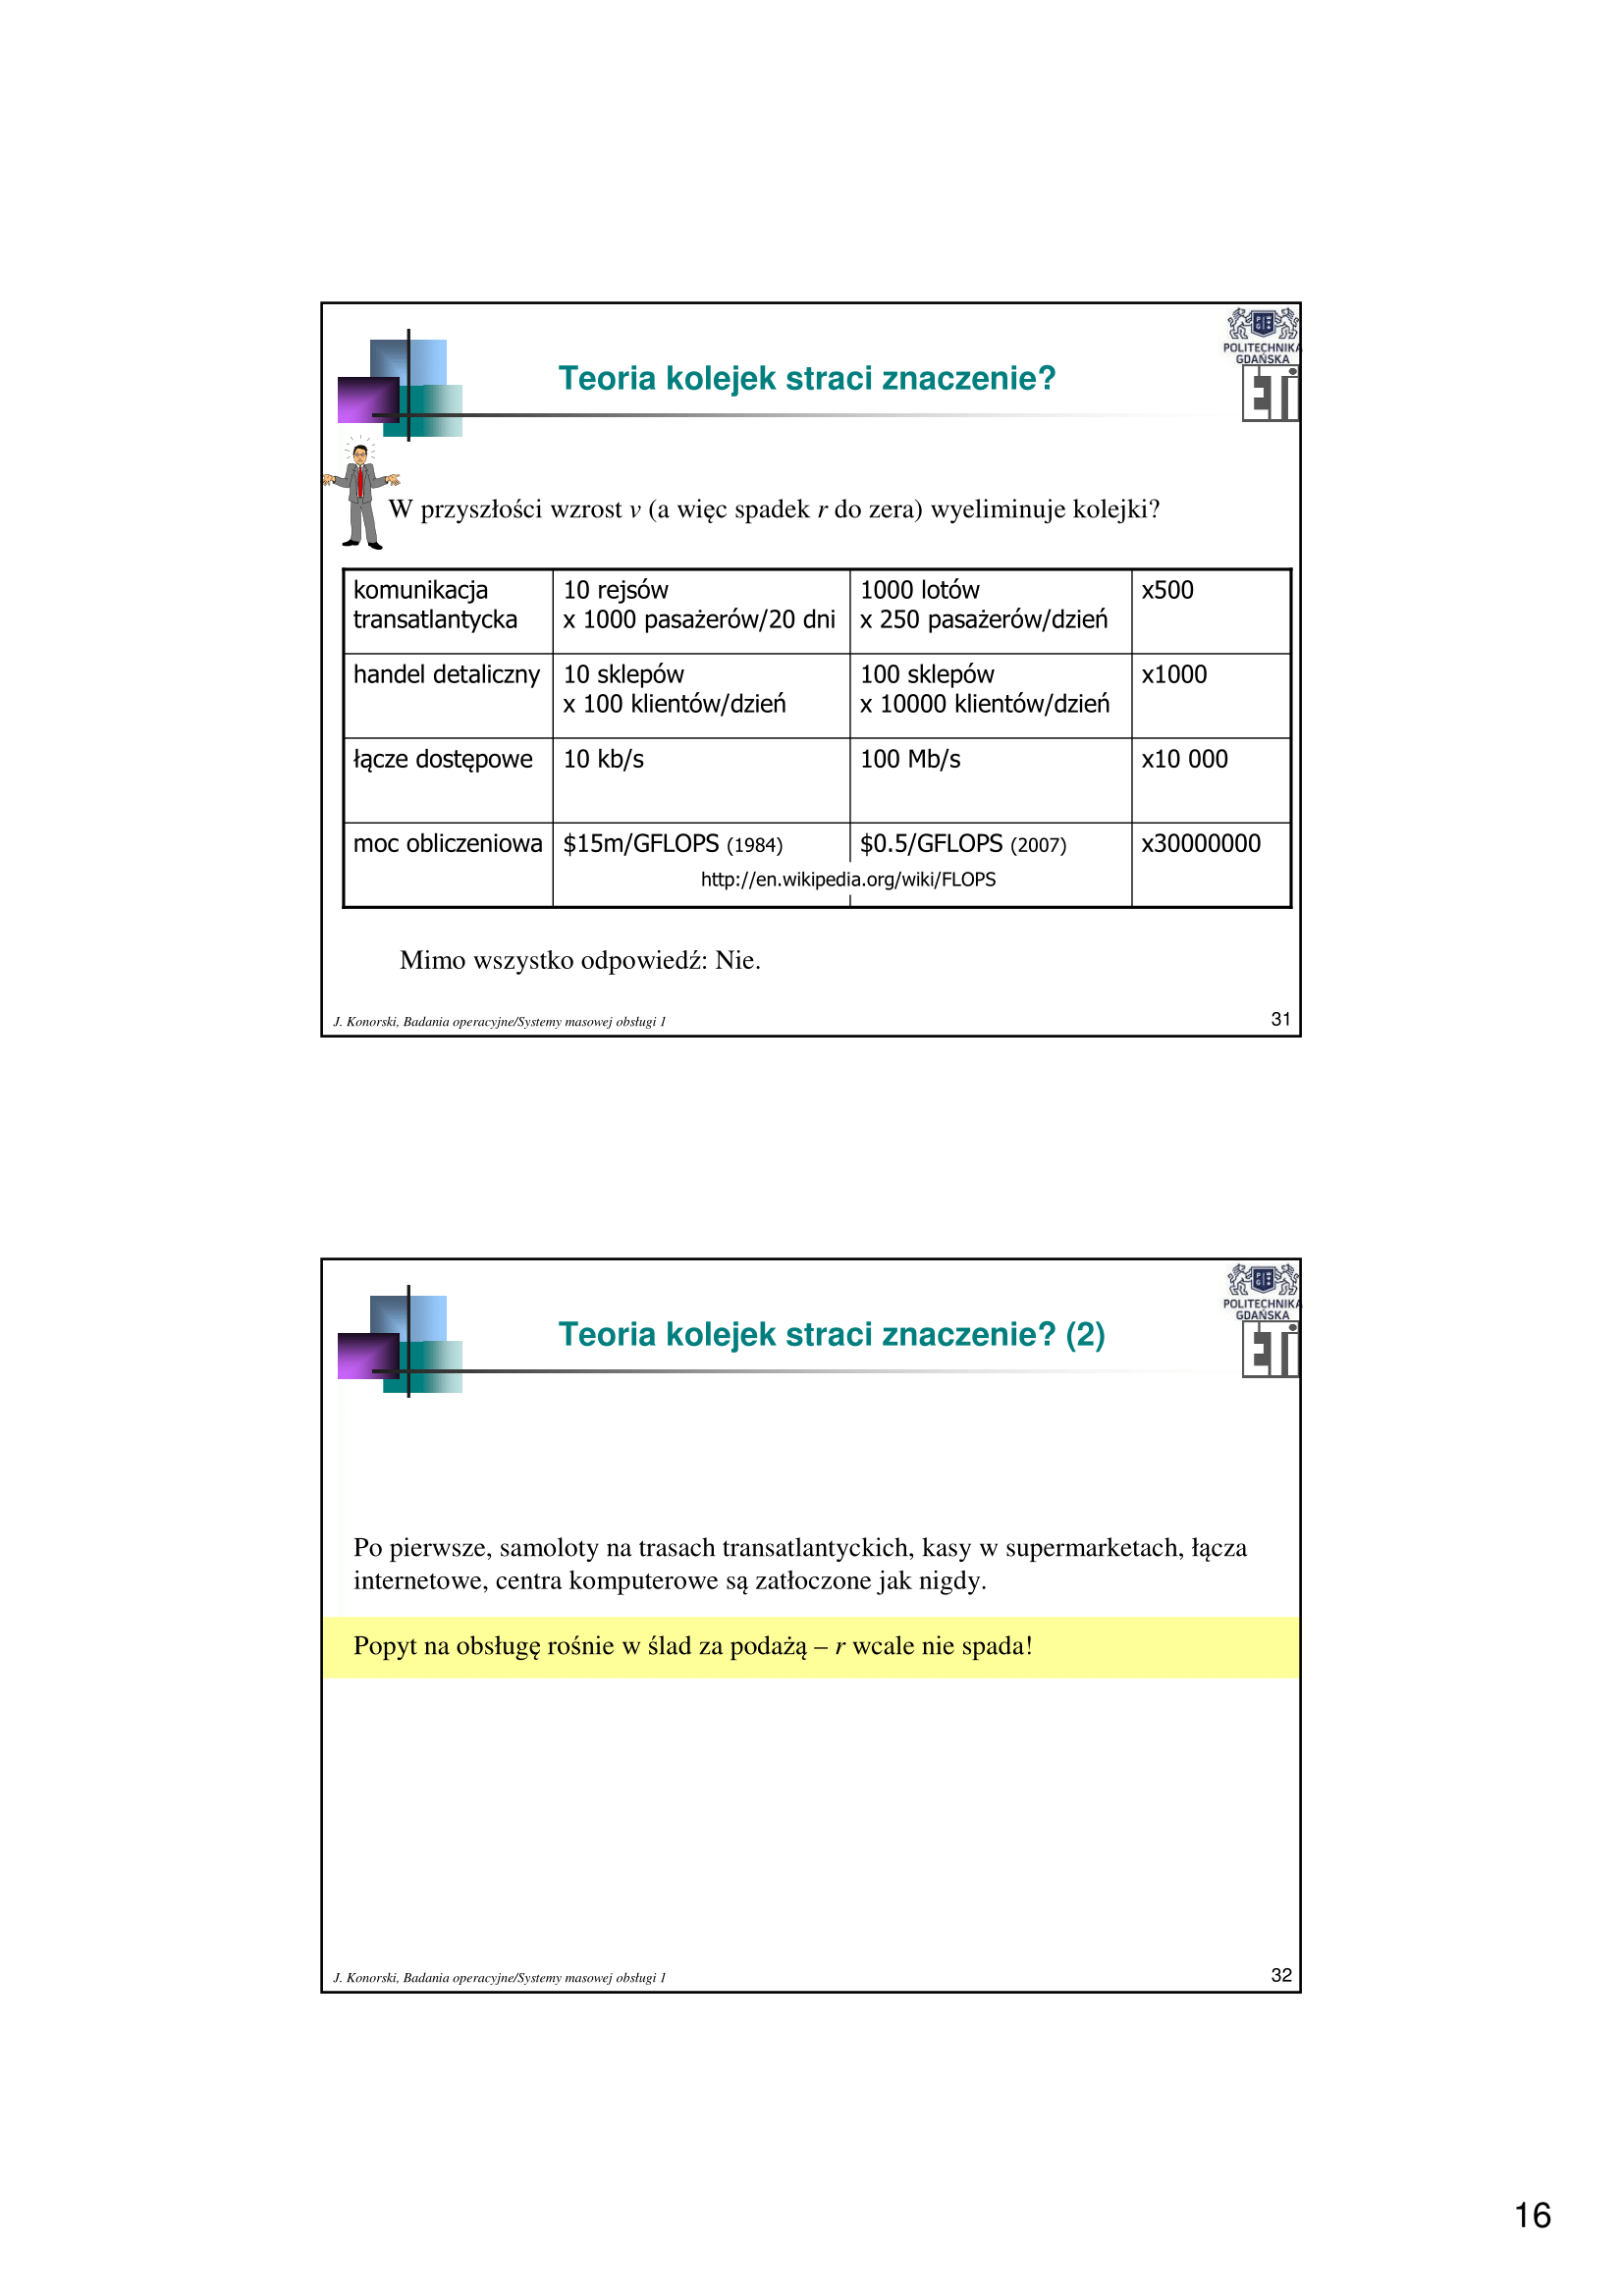 POLITECHNIKA
GDAŃSKA
Teoria kolejek straci znaczenie?
W przyszłości wzrost v (a więc spadek r do zera) wyeliminuje kolejki?
komunikacja transatlantycka
10 rejsów
x 1000 pasażerów/20 dni
1000 lotów
x 250 pasażerów/dzień
x500
handel detaliczny
10 sklepów
x 100 klientów/dzień
100 sklepów
x 10000 klientów/dzień
x1000
łącze dostępowe
10 kb/s
100 Mb/s
x10 000
moc obliczeniowa
$15m/GFLOPS (1984)
$0.5/GFLOPS (2007)
x30000000
http://en.wikipedia.org/wiki/FLOPS
Mimo wszystko odpowiedź: Nie.
J. Konorski, Badania operacyjne/Systemy masowej obsługi 1
31
POLITECHNIKA
GDAŃSKA
Teoria kolejek straci znaczenie? (2)
Po pierwsze, samoloty na trasach transatlantyckich, kasy w supermarketach, łącza
internetowe, centra komputerowe są zatłoczone jak nigdy.
Popyt na obsługę rośnie w ślad za podażą – r wcale nie spada!
J. Konorski, Badania operacyjne/Systemy masowej obsługi 1
32
16